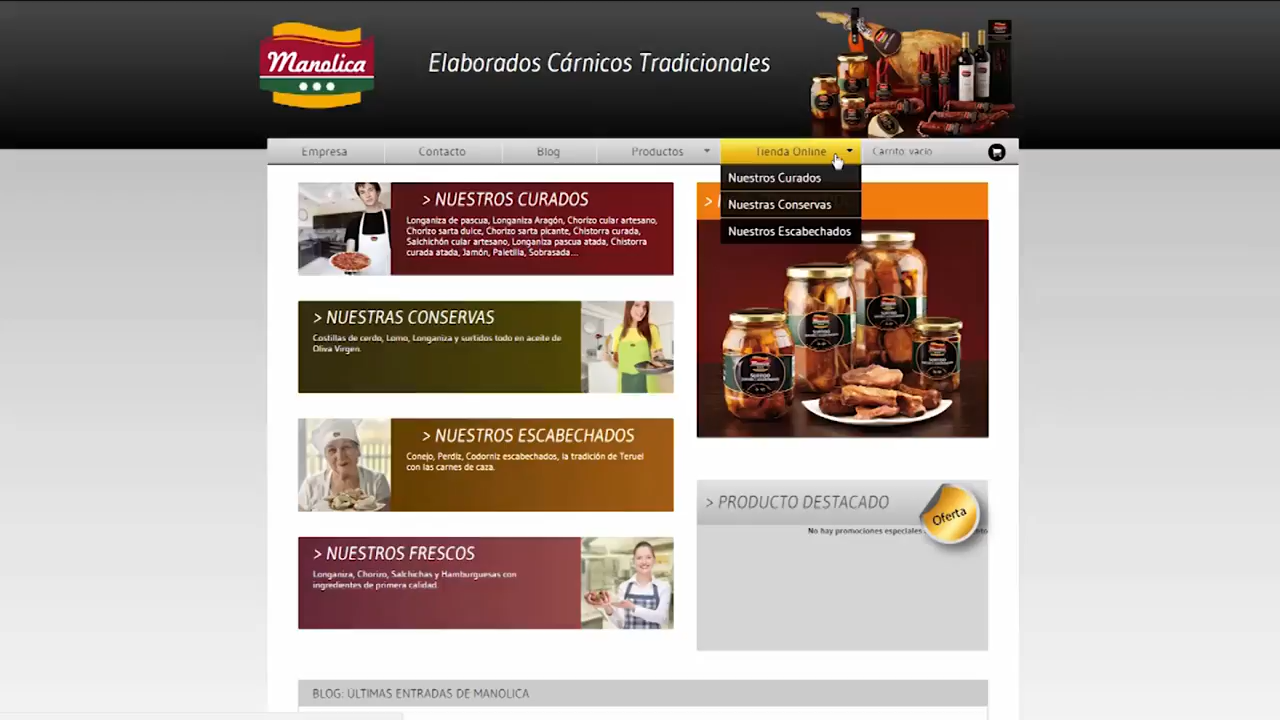 Manolica
Elaborados Cárnicos Tradicionales
Empresa
Contacto
Blog
Productos
Tienda Online
Carrito: vacío
Nuestros Curados
Nuestras Conservas
Nuestros Escabechados
> NUESTROS CURADOS
Longaniza de pascua, Longaniza Aragón, Chorizo cular artesano,
Chorizo sarta dulce, Chorizo sarta picante, Chistorra curada,
Salchichón cular artesano, Longaniza pascua atada, Chistorra
curada atada, Jamón, Paletilla, Sobrasada...
> NUESTRAS CONSERVAS
Costillas de cerdo, Lomo, Longaniza y surtidos todo en aceite de
Oliva Virgen.
> NUESTROS ESCABECHADOS
Conejo, Perdiz, Codorniz escabechados, la tradición de Teruel
con las carnes de caza.
> NUESTROS FRESCOS
Longaniza, Chorizo, Salchichas y Hamburguesas con
ingredientes de primera calidad.
>
> PRODUCTO DESTACADO
Oferta
No hay promociones especiales
BLOG: ÚLTIMAS ENTRADAS DE MANOLICA